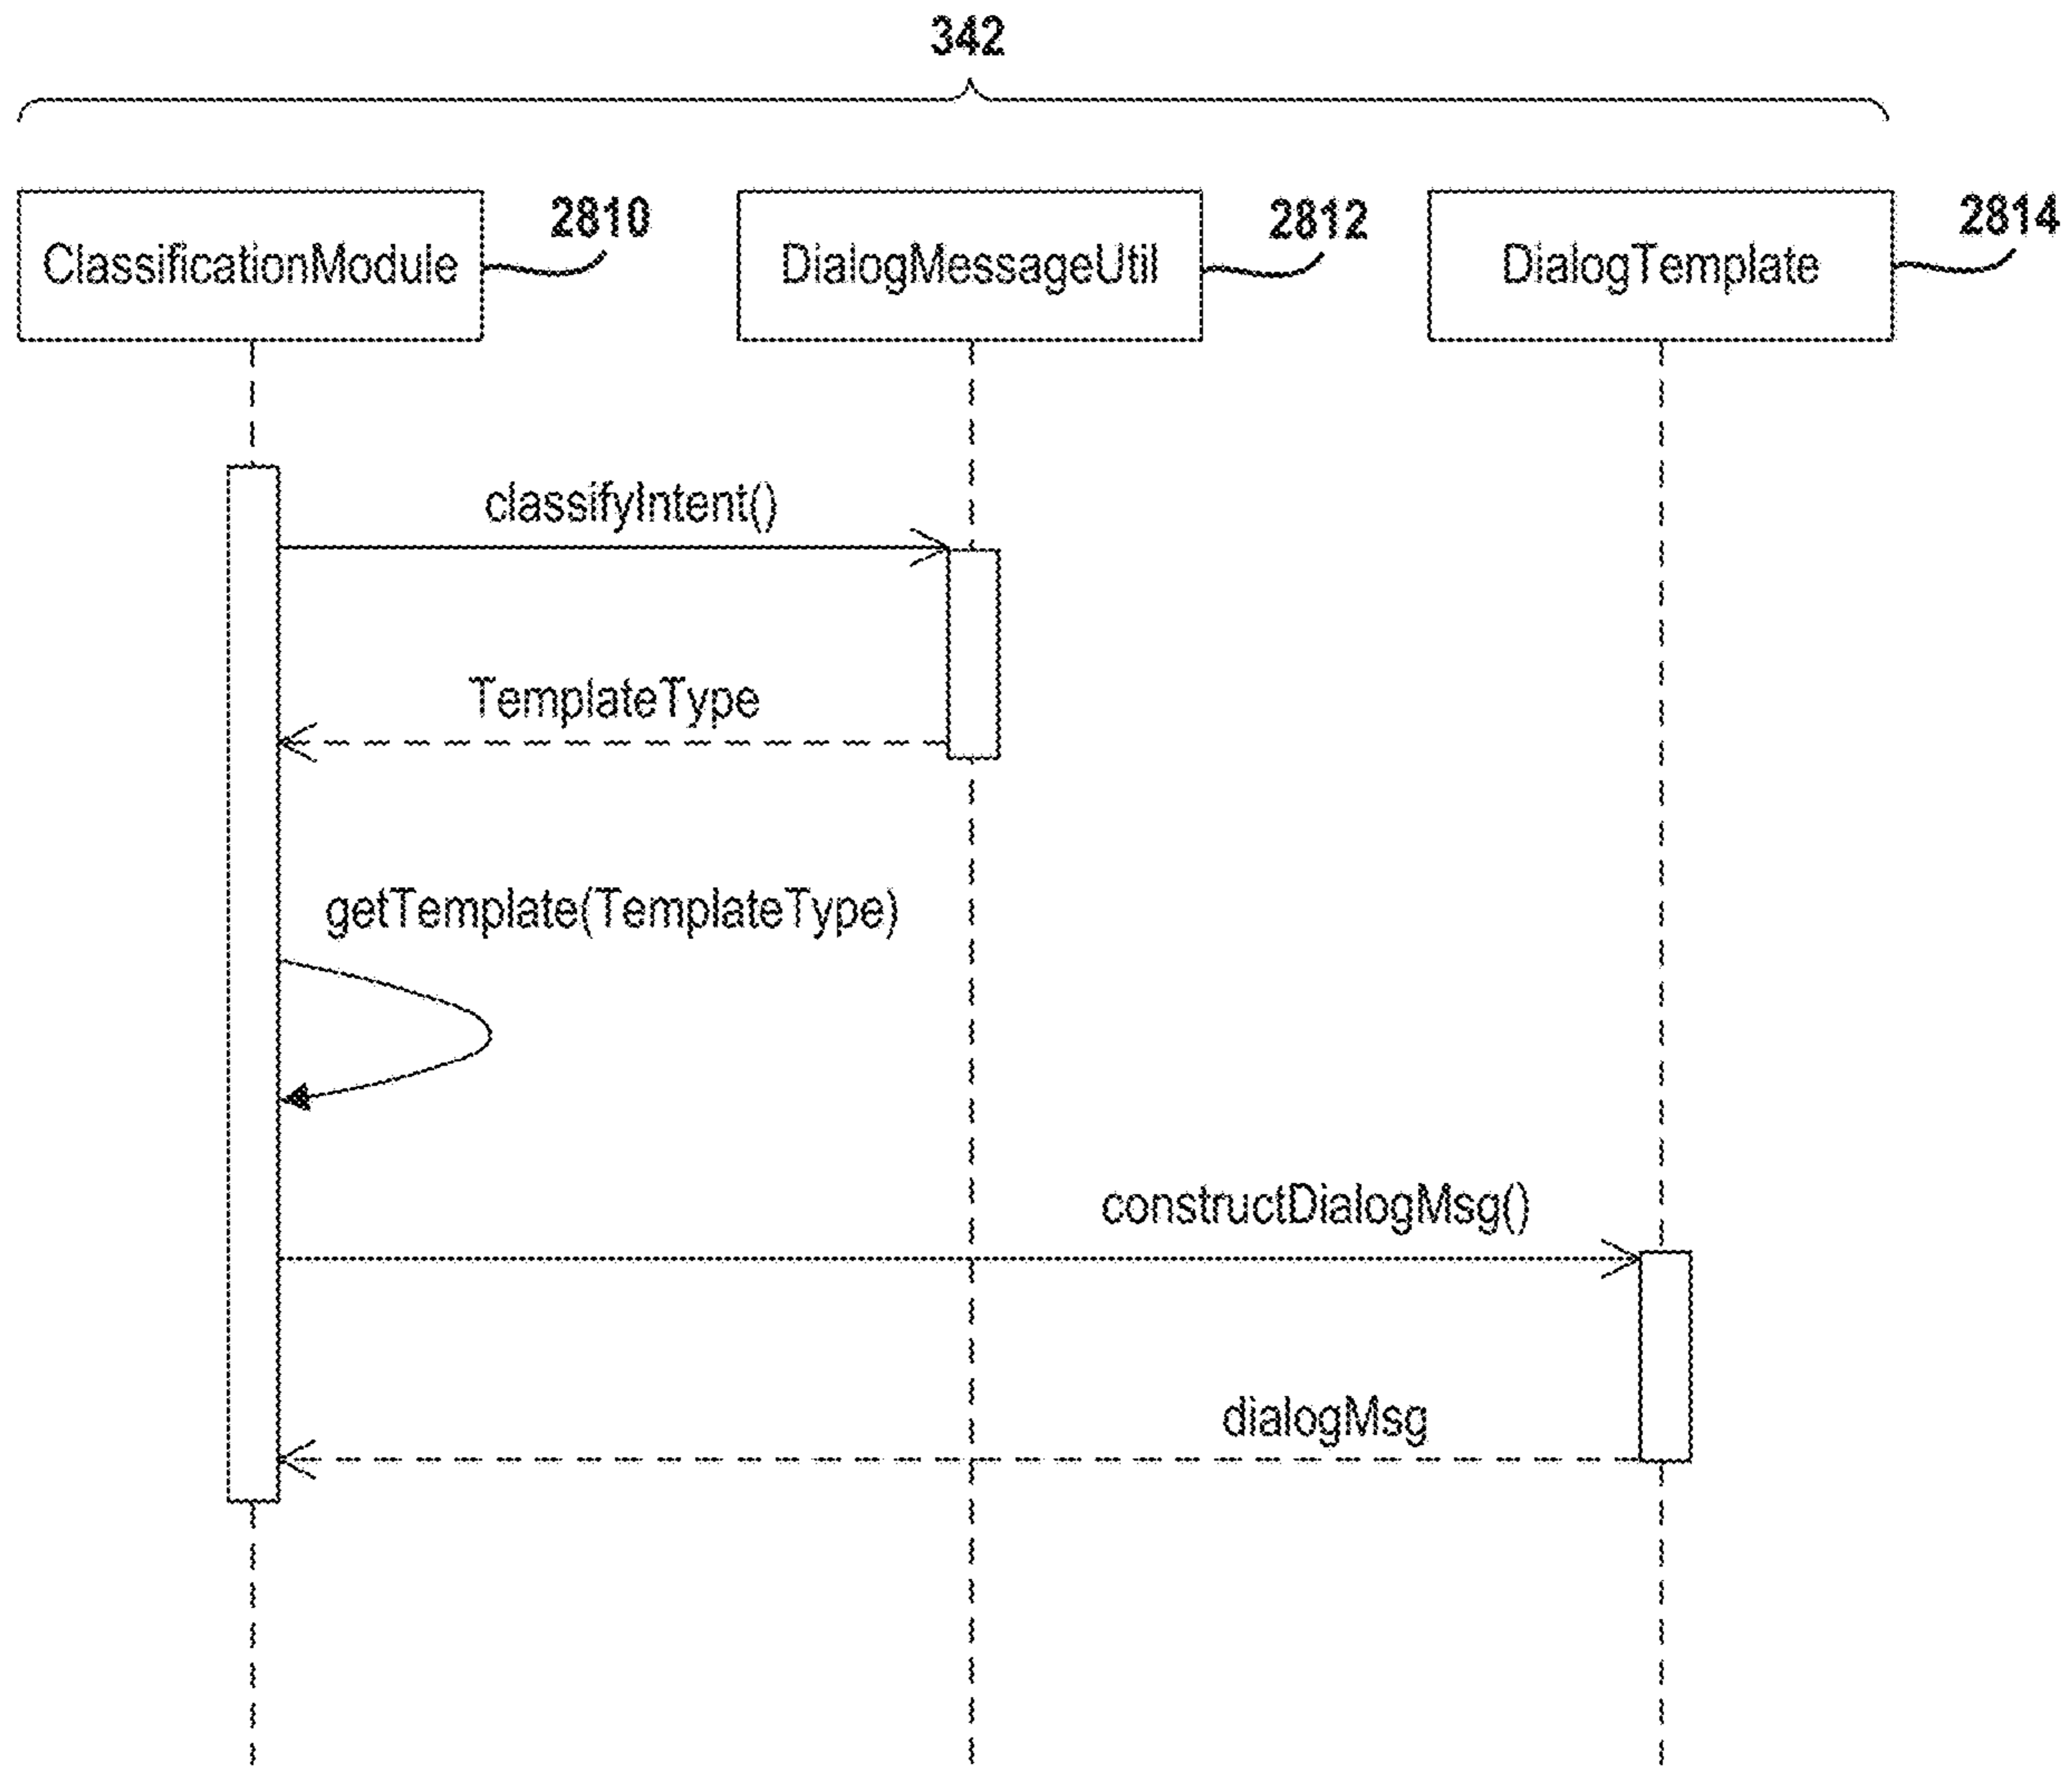 342
2810
2812
2814
ClassificationModule
DialogMessageUtil
DialogTemplate
classifyIntent()
TemplateType
getTemplate(TemplateType)
constructDialogMsg()
dialogMsg